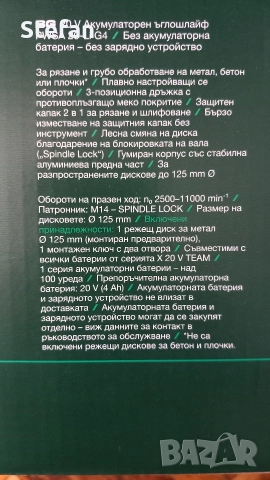 Акумулаторен ъглошлайф
G4 / Без акумулаторна
батерия – без зарядно устройство
За рязане и грубо обработване на метал, бетон
или плочки* / Плавно настройващи се
обороти / 3-позиционна дръжка с
противоплъзгащо меко покритие / Защитен
капак 2 в 1 за рязане и шлифоване / Бързо
изместване на защитния капак без
инструмент / Лесна смяна на диска
благодарение на блокировката на вала
(„Spindle Lock“) / Гумиран корпус със стабилна
алуминиева предна част / За
разпространените дискове до 125 mm Ø
Обороти на празен ход: n₀ 2500–11000 min⁻¹ /
Патронник: M14 – SPINDLE LOCK / Размер на
дисковете: Ø 125 mm / Включени
принадлежности: 1 режещ диск за метал
Ø 125 mm (монтиран предварително),
1 монтажен ключ с два отвора / Съвместими с
всички батерии от серията X 20 V TEAM /
1 серия акумулаторни батерии – над
100 уреда / Препоръчителна акумулаторна
батерия: 20 V (4 Ah) / Акумулаторната батерия
и зарядното устройство не влизат в
доставката / Акумулаторната батерия и
зарядното устройство могат да се закупят
отделно – виж данните за контакт в
ръководството за обслужване / *Не са
включени режещи дискове за бетон и плочки.
stefan
stefan
bazar